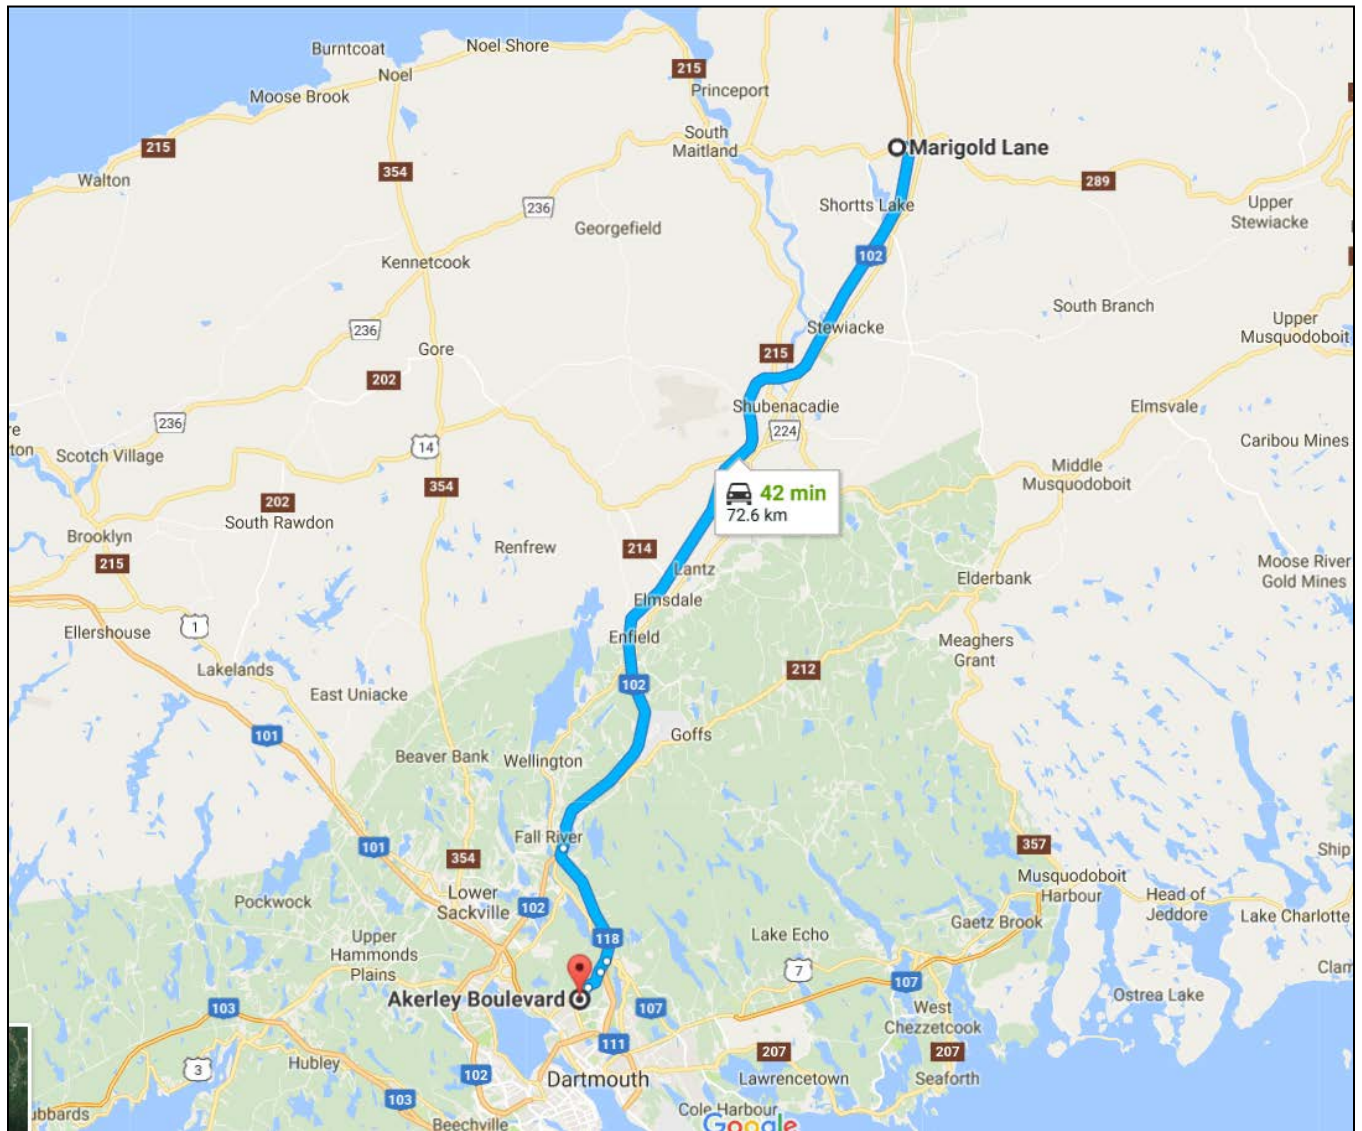 Burntcoat
Noel Shore
215
Noel
Princeport
Moose Brook
South
Maitland
215
Marigold Lane
354
289
Walton
236
Shortts Lake
Upper
Stewiacke
Georgefield
Kennetcook
102
South Branch
236
Stewiacke
Upper
Musquodoboit
Gore
215
202
Shubenacadie
Elmsvale
236
224
14
Caribou Mines
Scotch Village
Middle
Musquodoboit
354
42 min
72.6 km
202
South Rawdon
Brooklyn
Renfrew
214
215
Lantz
Moose River
Gold Mines
Elderbank
Elmsdale
1
Ellershouse
Enfield
Meaghers
Grant
Lakelands
212
102
East Uniacke
101
Goffs
Beaver Bank
Wellington
Fall River
101
354
357
Ship
Musquodoboit
Harbour
Lower
Sackville
Pockwock
102
Head of
Jeddore
Lake Charlotte
Gaetz Brook
Upper
Hammonds
Plains
118
Lake Echo
7
Clam
107
Akerley Boulevard
103
107
Ostrea Lake
West
Chezzetcook
111
Hubley
207
207
3
102
Dartmouth
Lawrencetown
Seaforth
103
Cole Harbour
Beechville
Google